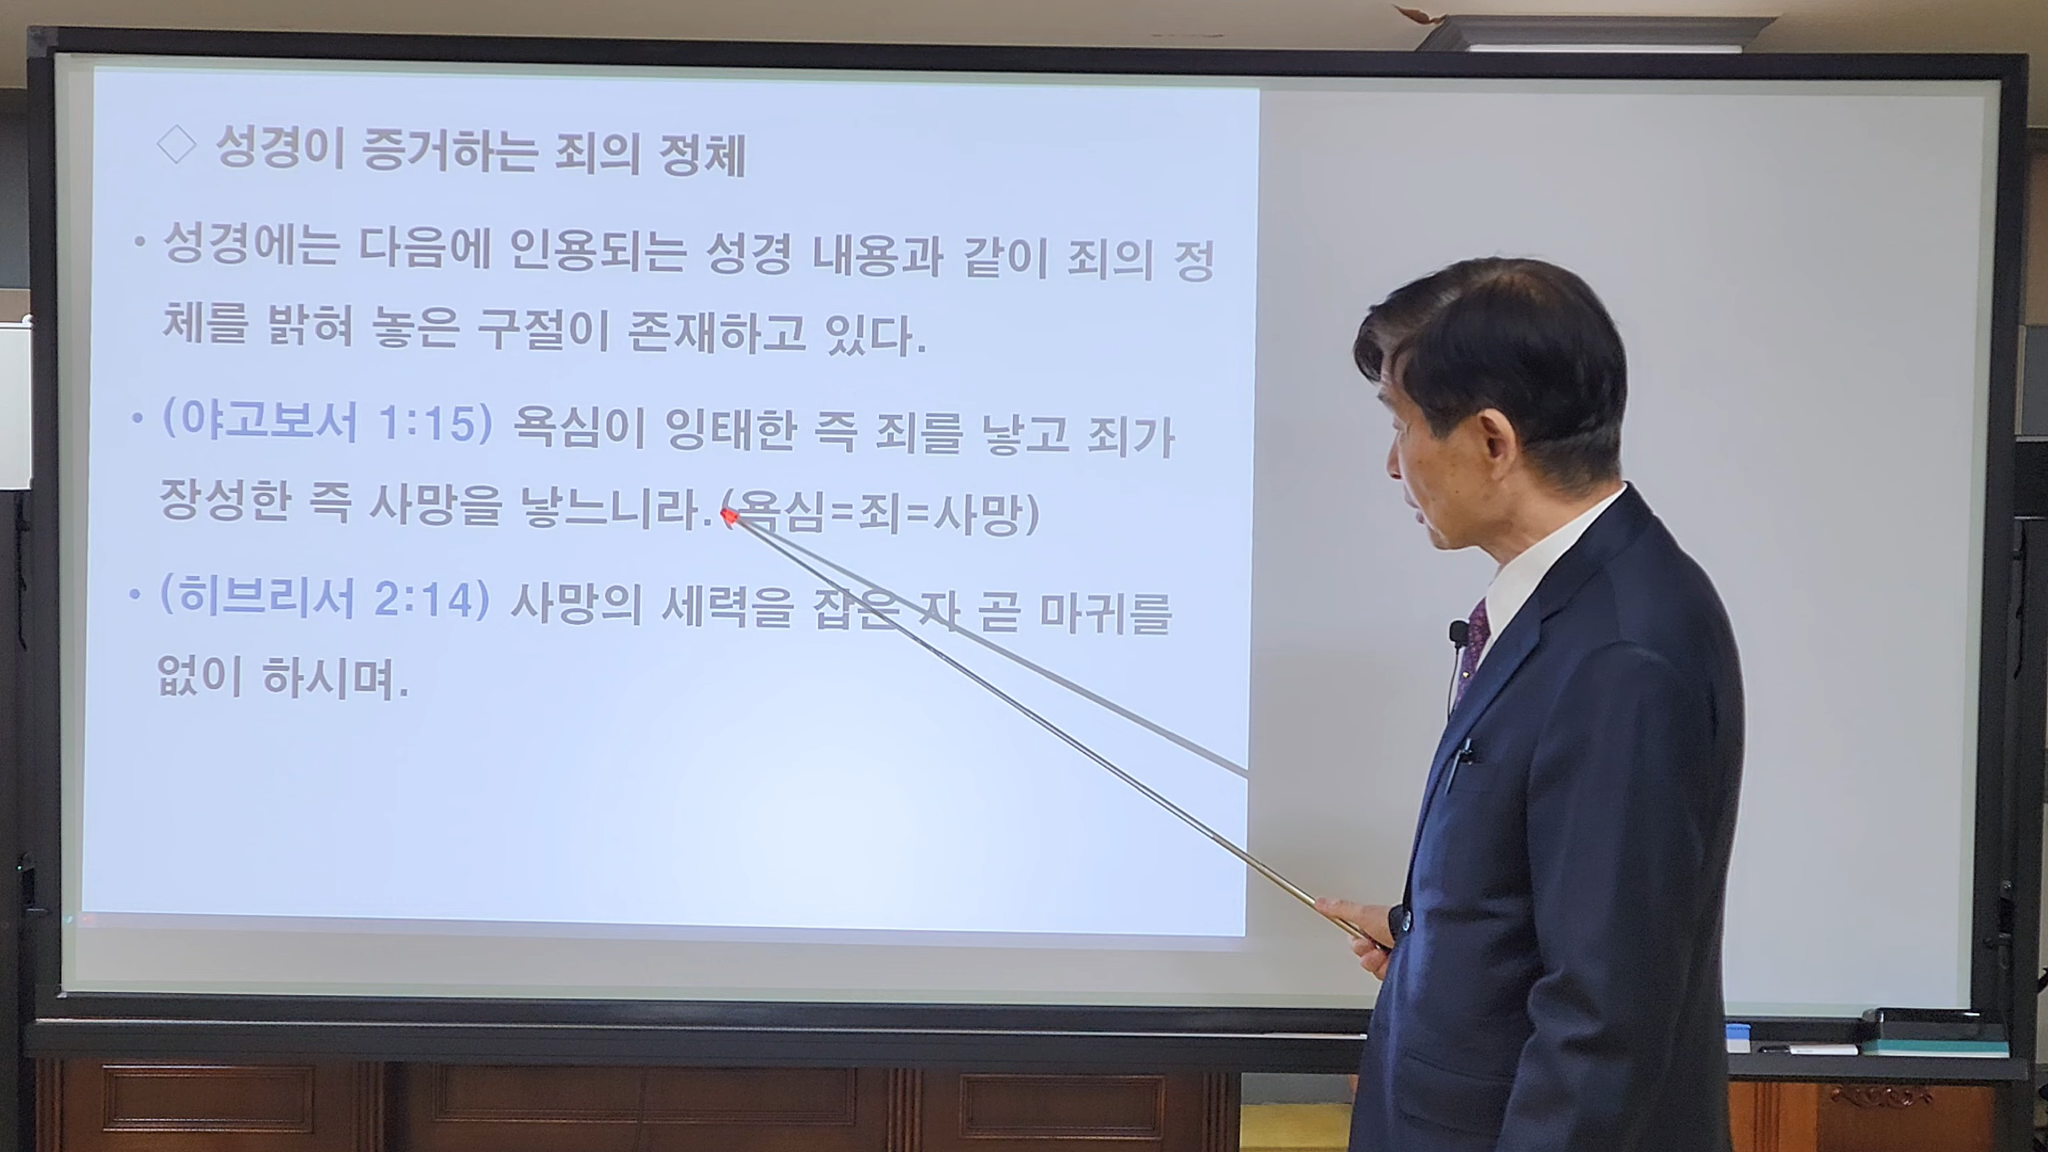 ◇ 성경이 증거하는 죄의 정체
• 성경에는 다음에 인용되는 성경 내용과 같이 죄의 정
체를 밝혀 놓은 구절이 존재하고 있다.
• (야고보서 1:15) 욕심이 잉태한 즉 죄를 낳고 죄가
장성한 즉 사망을 낳느니라.(욕심=죄=사망)
• (히브리서 2:14) 사망의 세력을 잡은 자 곧 마귀를
없이 하시며.